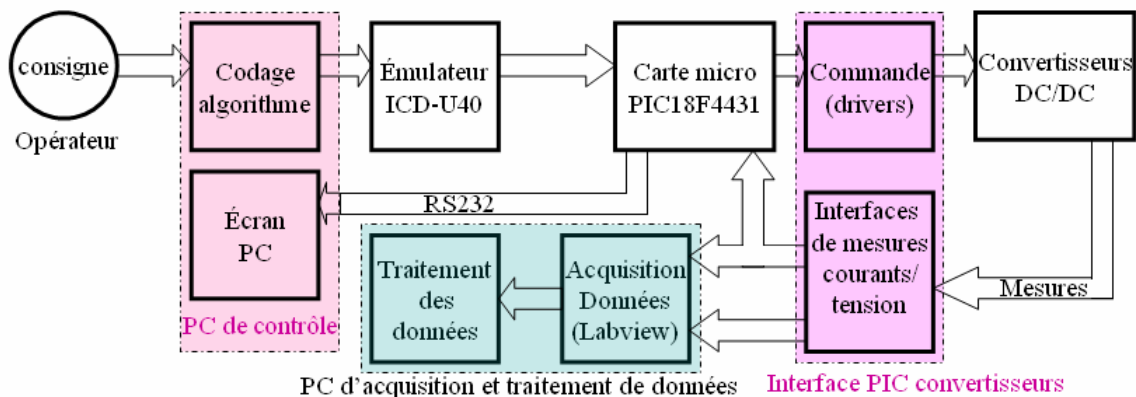 consigne
Opérateur
Codage
algorithme
Émulateur
ICD-U40
Carte micro
PIC18F4431
Commande
(drivers)
Convertisseurs
DC/DC
Écran
PC
PC de contrôle
RS232
Traitement
des
données
Acquisition
Données
(Labview)
PC d'acquisition et traitement de données
Interfaces
de mesures
courants/
tension
Mesures
Interface PIC convertisseurs